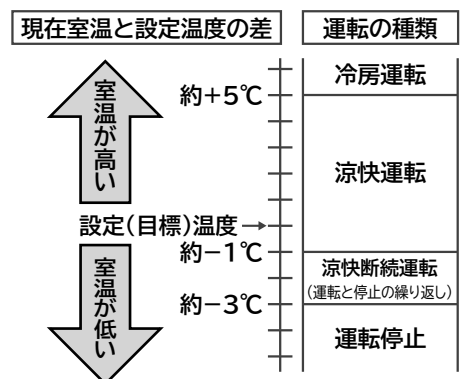 現在室温と設定温度の差
運転の種類
室温が高い
冷房運転
約+5℃
涼快運転
設定(目標)温度→
約−1℃
室温が低い
涼快断続運転
(運転と停止の繰り返し)
約−3℃
運転停止